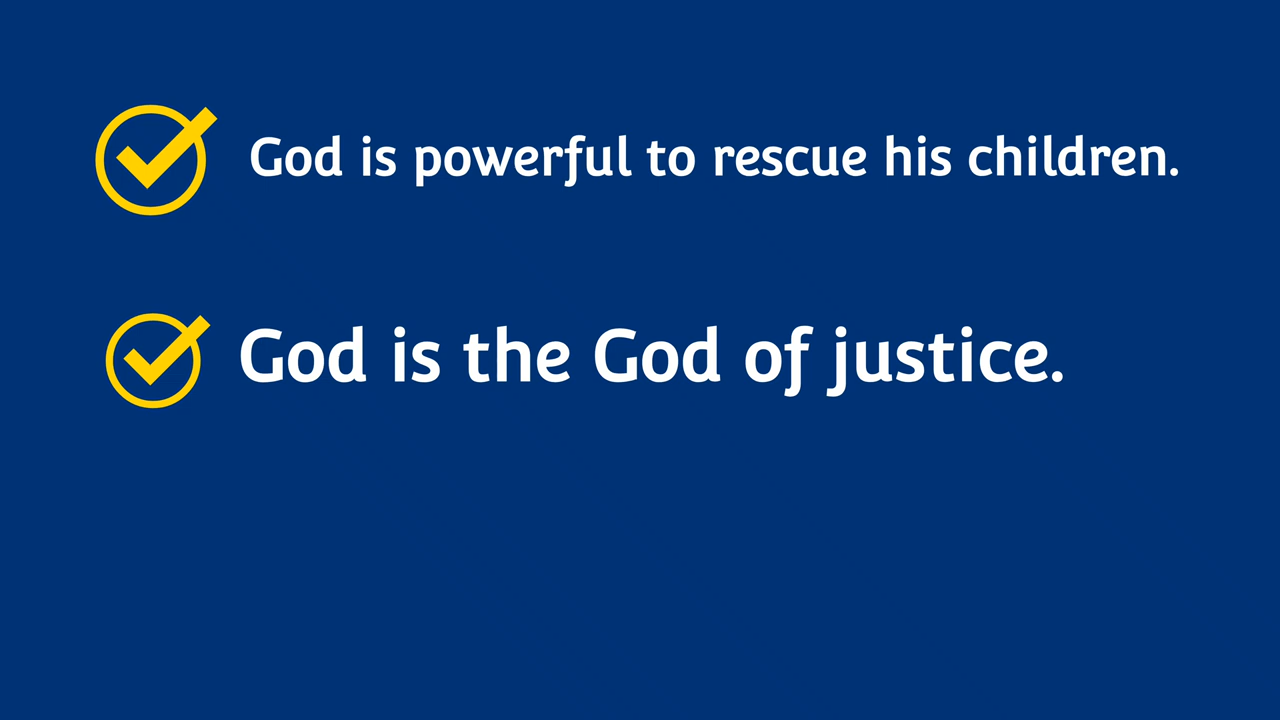 God is powerful to rescue his children.
God is the God of justice.